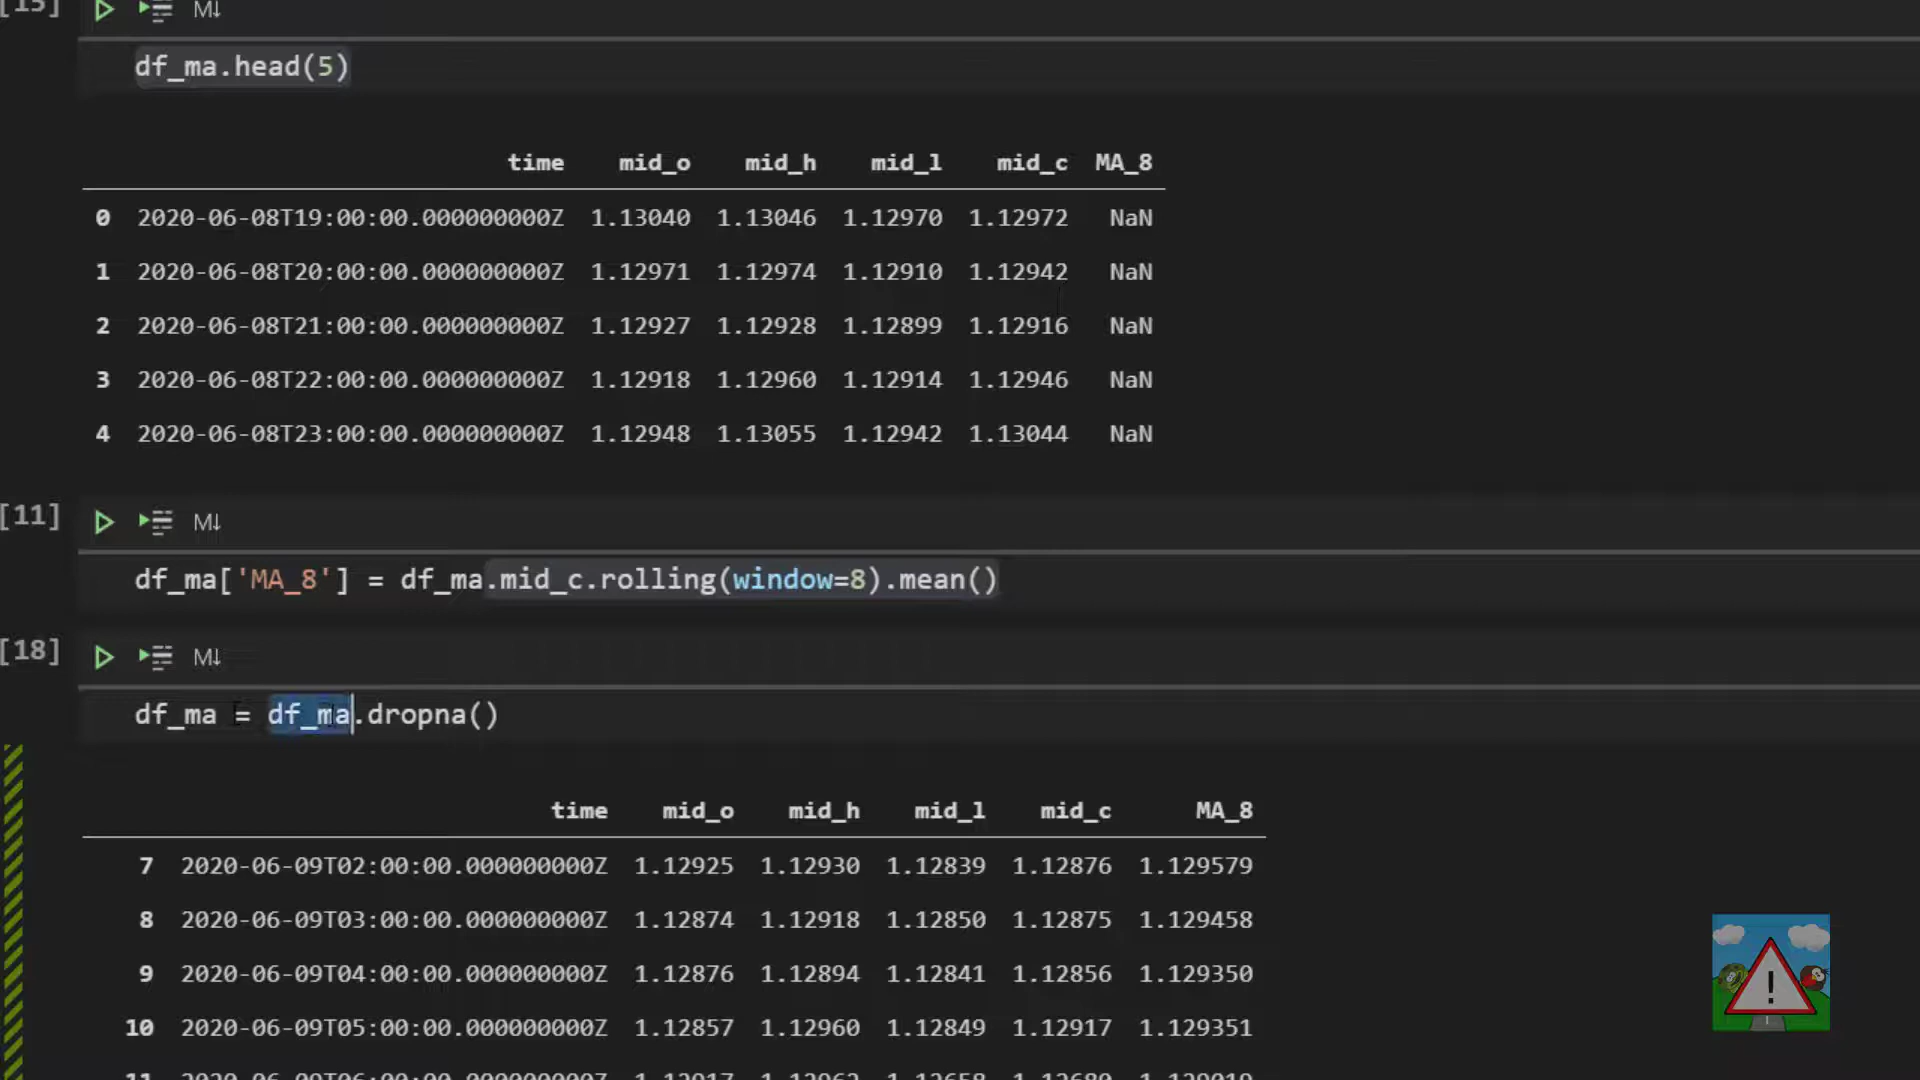 [15] M↓
df_ma.head(5)
time mid_o mid_h mid_l mid_c MA_8
0 2020-06-08T19:00:00.000000000Z 1.13040 1.13046 1.12970 1.12972 NaN
1 2020-06-08T20:00:00.000000000Z 1.12971 1.12974 1.12910 1.12942 NaN
2 2020-06-08T21:00:00.000000000Z 1.12927 1.12928 1.12899 1.12916 NaN
3 2020-06-08T22:00:00.000000000Z 1.12918 1.12960 1.12914 1.12946 NaN
4 2020-06-08T23:00:00.000000000Z 1.12948 1.13055 1.12942 1.13044 NaN
[11] M↓
df_ma['MA_8'] = df_ma.mid_c.rolling(window=8).mean()
[18] M↓
df_ma = df_ma.dropna()
time mid_o mid_h mid_l mid_c MA_8
7 2020-06-09T02:00:00.000000000Z 1.12925 1.12930 1.12839 1.12876 1.129579
8 2020-06-09T03:00:00.000000000Z 1.12874 1.12918 1.12850 1.12875 1.129458
9 2020-06-09T04:00:00.000000000Z 1.12876 1.12894 1.12841 1.12856 1.129350
10 2020-06-09T05:00:00.000000000Z 1.12857 1.12960 1.12849 1.12917 1.129351
11 2020-06-09T06:00:00.000000000Z 1.12917
!